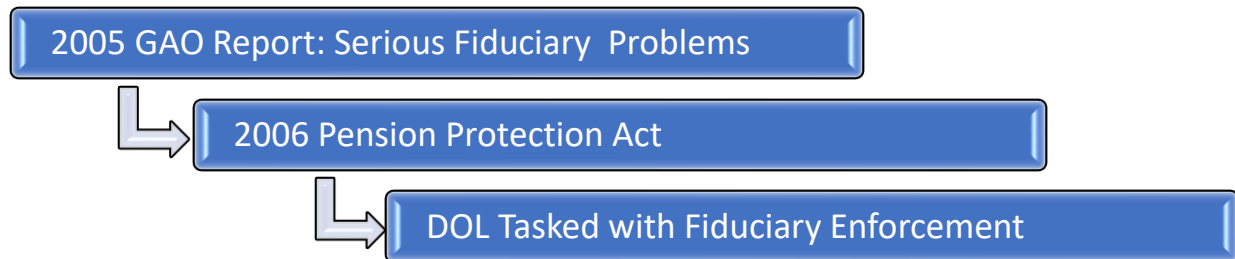 2005 GAO Report: Serious Fiduciary  Problems
2006 Pension Protection Act
DOL Tasked with Fiduciary Enforcement